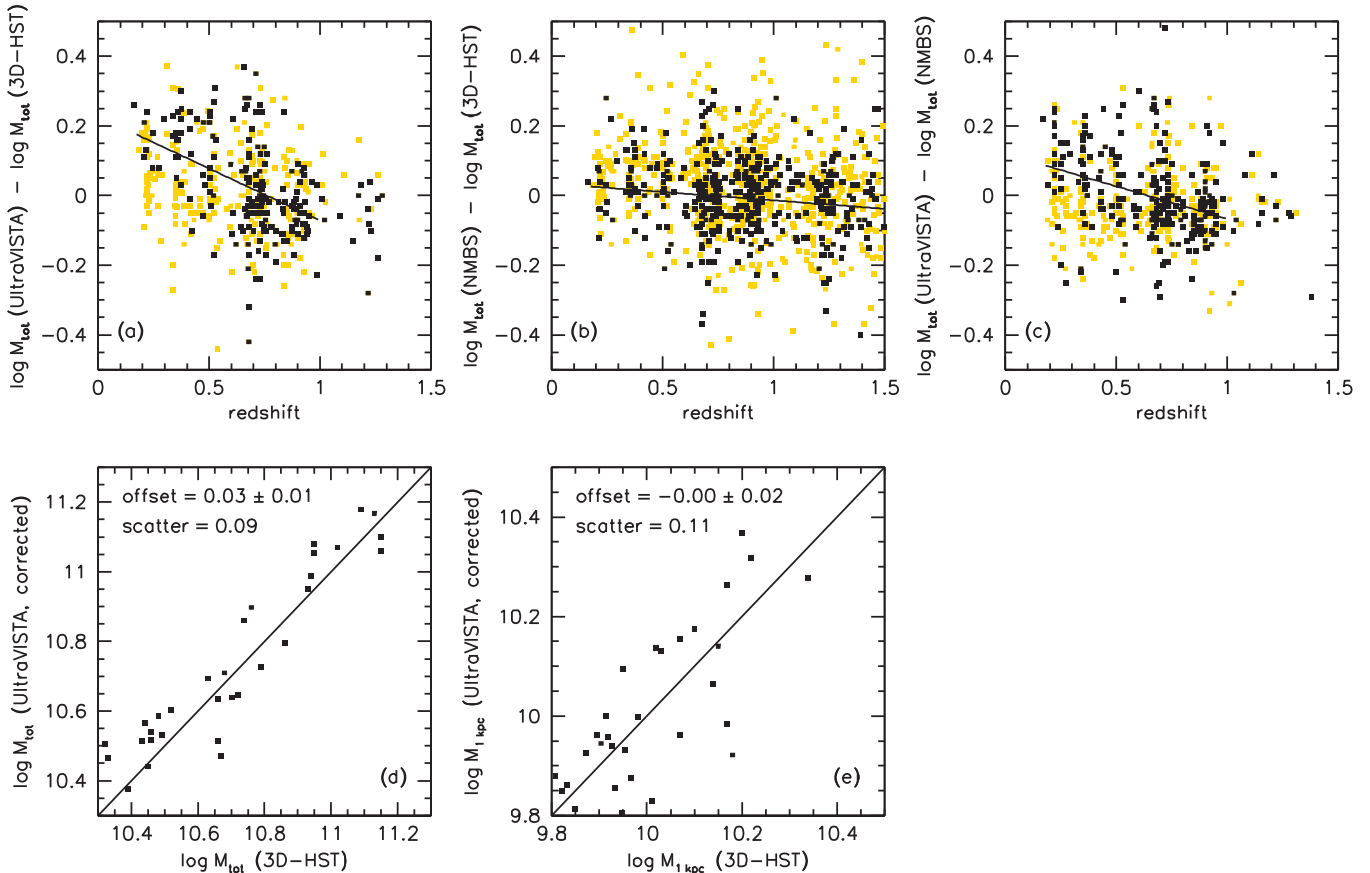 log M_tot (UltraVISTA) − log M_tot (3D−HST)
0.4
0.2
0
−0.2
−0.4
(a)
0
0.5
1
1.5
redshift
log M_tot (NMBS) − log M_tot (3D−HST)
0.4
0.2
0
−0.2
−0.4
(b)
0
0.5
1
1.5
redshift
log M_tot (UltraVISTA) − log M_tot (NMBS)
0.4
0.2
0
−0.2
−0.4
(c)
0
0.5
1
1.5
redshift
log M_tot (UltraVISTA, corrected)
11.2
11
10.8
10.6
10.4
offset = 0.03 ± 0.01
scatter = 0.09
(d)
10.4
10.6
10.8
11
11.2
log M_tot (3D−HST)
log M_1 kpc (UltraVISTA, corrected)
10.4
10.2
10
9.8
offset = −0.00 ± 0.02
scatter = 0.11
(e)
9.8
10
10.2
10.4
log M_1 kpc (3D−HST)